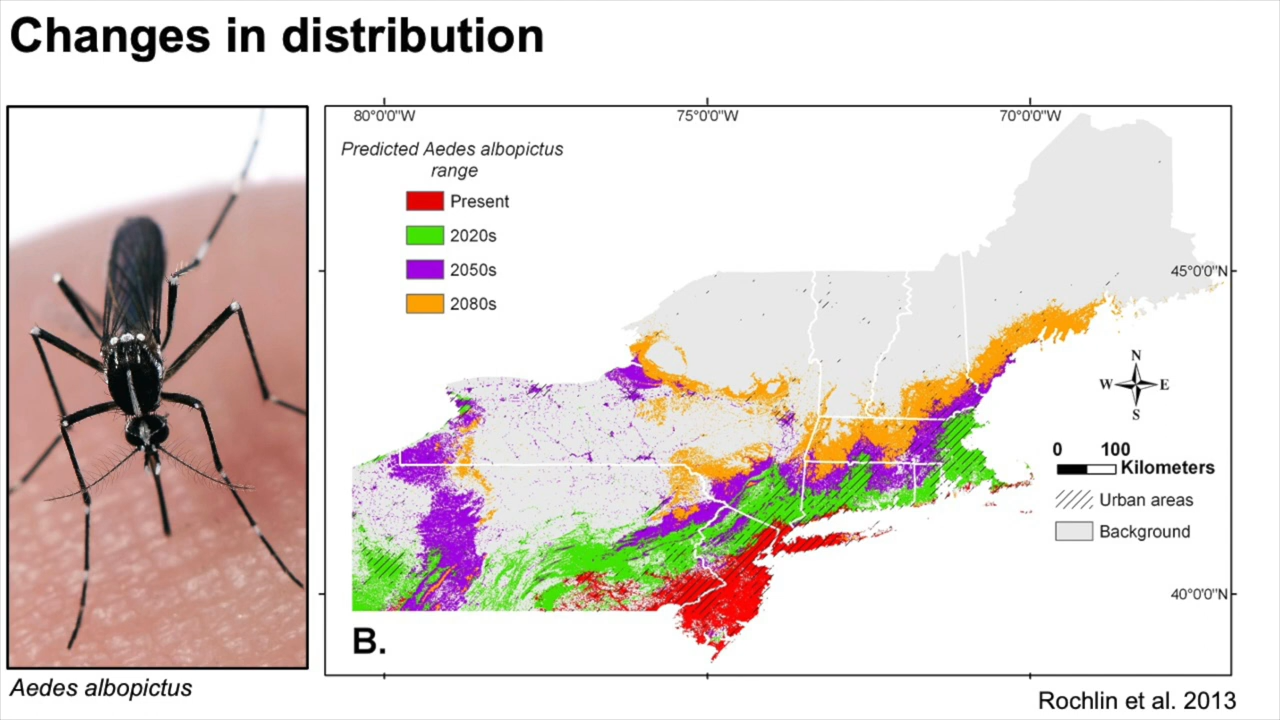 Changes in distribution
80°0'0"W
75°0'0"W
70°0'0"W
Predicted Aedes albopictus
range
Present
2020s
2050s
2080s
45°0'0"N
N
W
E
S
0
100
Kilometers
Urban areas
Background
40°0'0"N
B.
Aedes albopictus
Rochlin et al. 2013